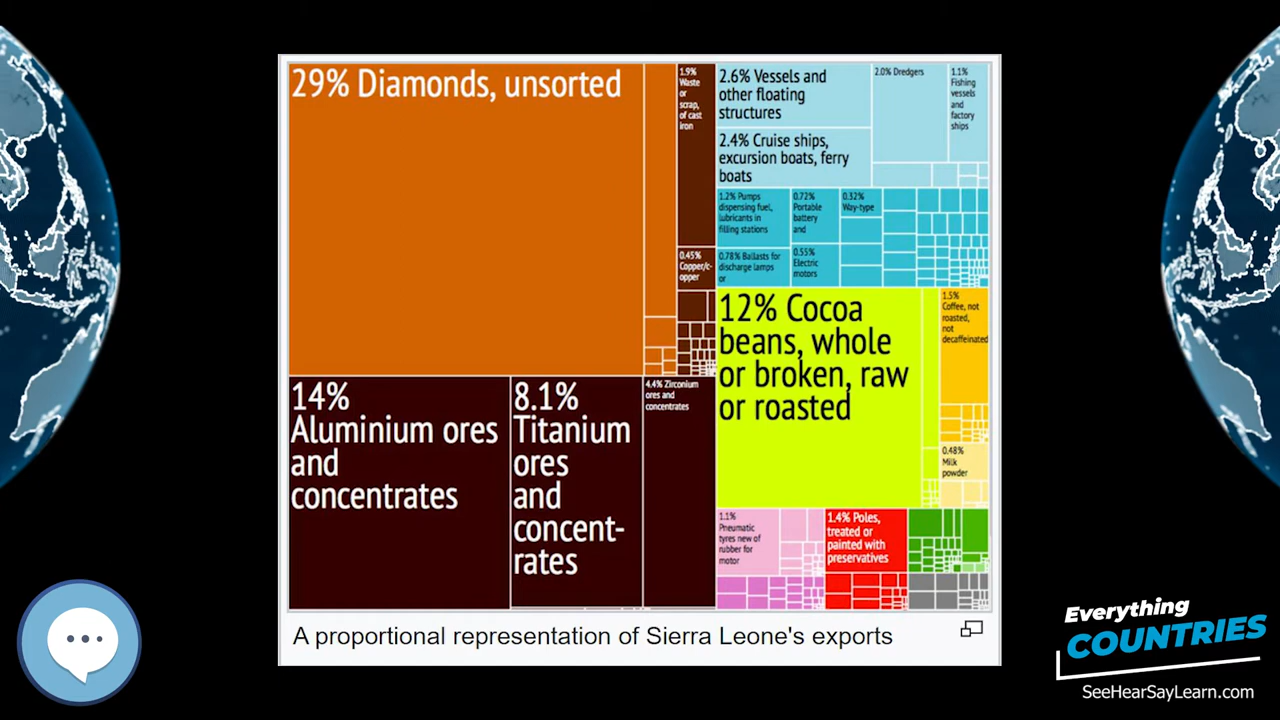 29% Diamonds, unsorted
1.9%
Waste
or
scrap,
of cast
iron
0.45%
Copper/c-
opper
14%
Aluminium ores
and
concentrates
8.1%
Titanium
ores
and
concent-
rates
4.4% Zirconium
ores and
concentrates
2.6% Vessels and
other floating
structures
2.4% Cruise ships,
excursion boats, ferry
boats
2.0% Dredgers
1.1%
Fishing
vessels
and
factory
ships
1.2% Pumps
dispensing fuel,
lubricants in
filling stations
0.72%
Portable
battery
and
0.32%
Way-type
0.78% Ballasts for
discharge lamps
or
0.55%
Electric
motors
12% Cocoa
beans, whole
or broken, raw
or roasted
1.5%
Coffee, not
roasted,
not
decaffeinated
0.48%
Milk
powder
1.1%
Pneumatic
tyres new of
rubber for
motor
1.4% Poles,
treated or
painted with
preservatives
A proportional representation of Sierra Leone's exports
Everything
COUNTRIES
SeeHearSayLearn.com